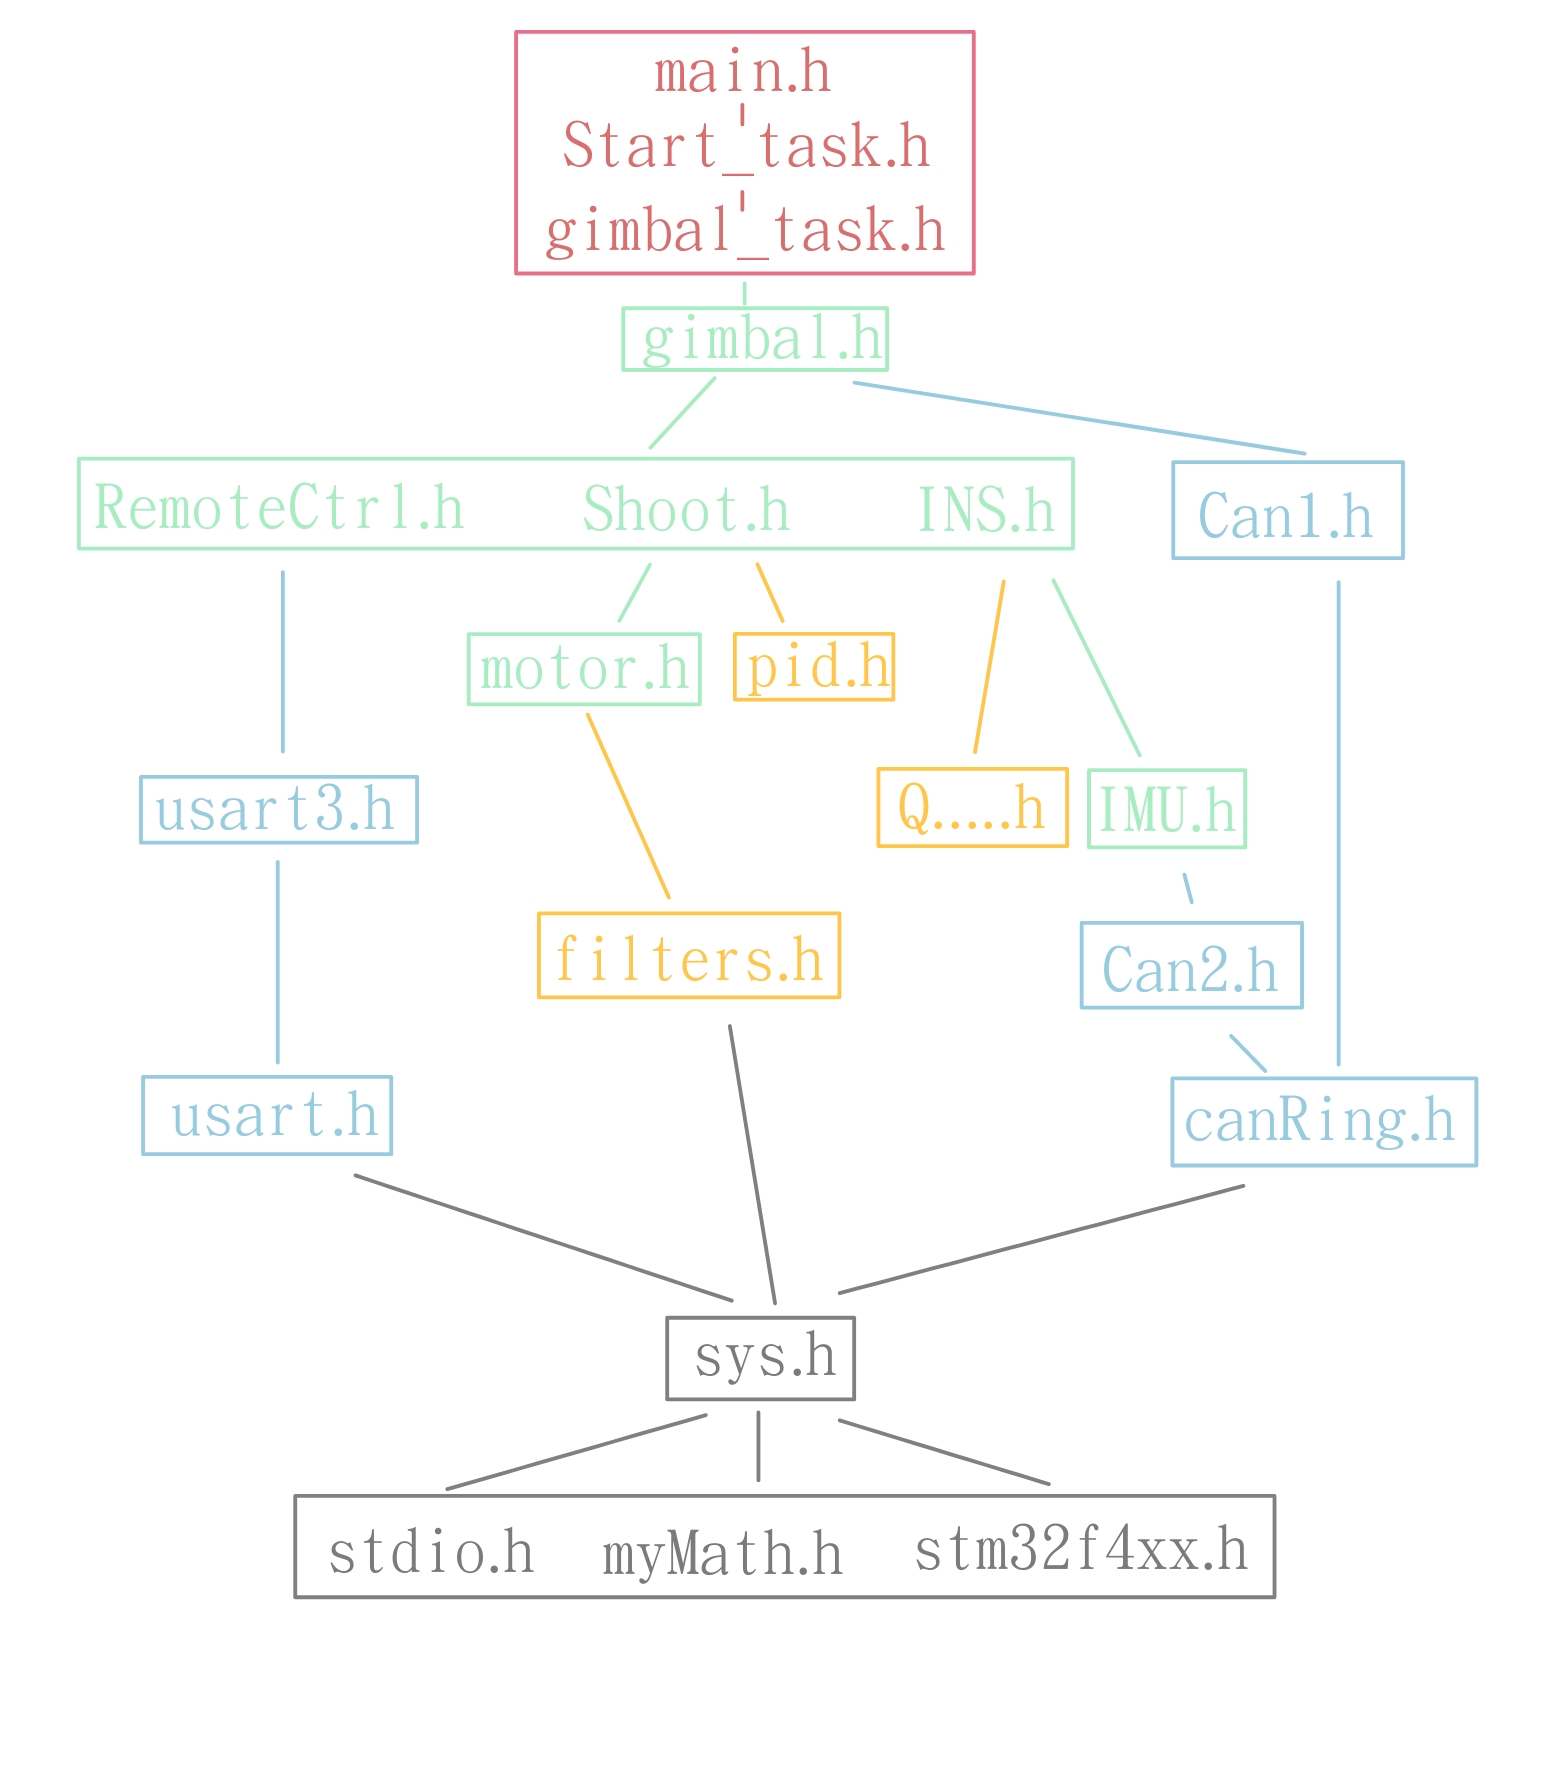 main.h
Start_task.h
gimbal_task.h
gimbal.h
RemoteCtrl.h Shoot.h INS.h
Can1.h
motor.h
pid.h
usart3.h
Q.....h
IMU.h
filters.h
Can2.h
usart.h
canRing.h
sys.h
stdio.h myMath.h stm32f4xx.h